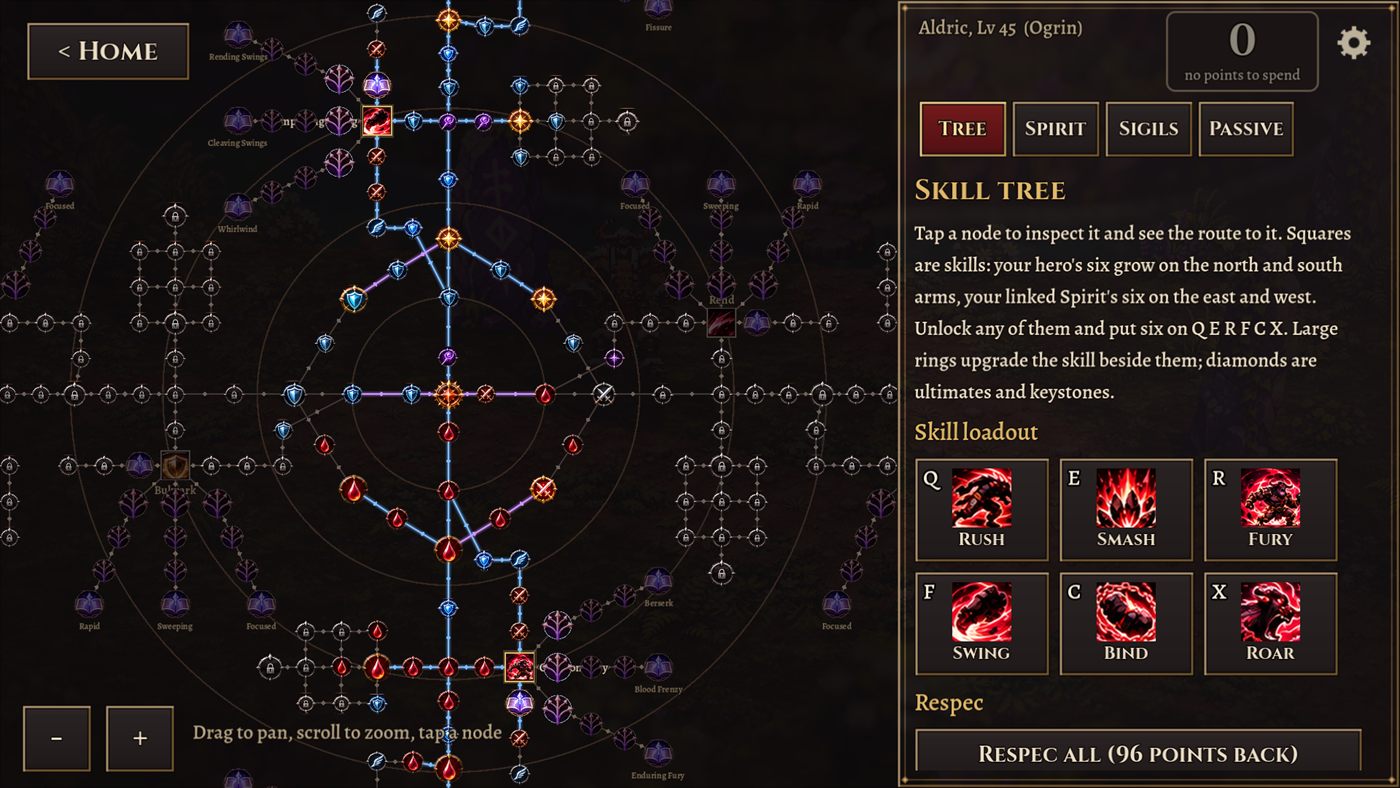 < HOME
Rending Swings
Cleaving Swings
Whirlwind
Fissure
Focused
Focused
Sweeping
Rapid
Rend
Bulwark
Rapid
Sweeping
Focused
Berserk
Blood Frenzy
Enduring Fury
Focused
-
+
Drag to pan, scroll to zoom, tap a node
Aldric, Lv 45 (Ogrin)
0
no points to spend
TREE
SPIRIT
SIGILS
PASSIVE
SKILL TREE
Tap a node to inspect it and see the route to it. Squares
are skills: your hero's six grow on the north and south
arms, your linked Spirit's six on the east and west.
Unlock any of them and put six on Q E R F C X. Large
rings upgrade the skill beside them; diamonds are
ultimates and keystones.
Skill loadout
Q
RUSH
E
SMASH
R
FURY
F
SWING
C
BIND
X
ROAR
Respec
RESPEC ALL (96 POINTS BACK)